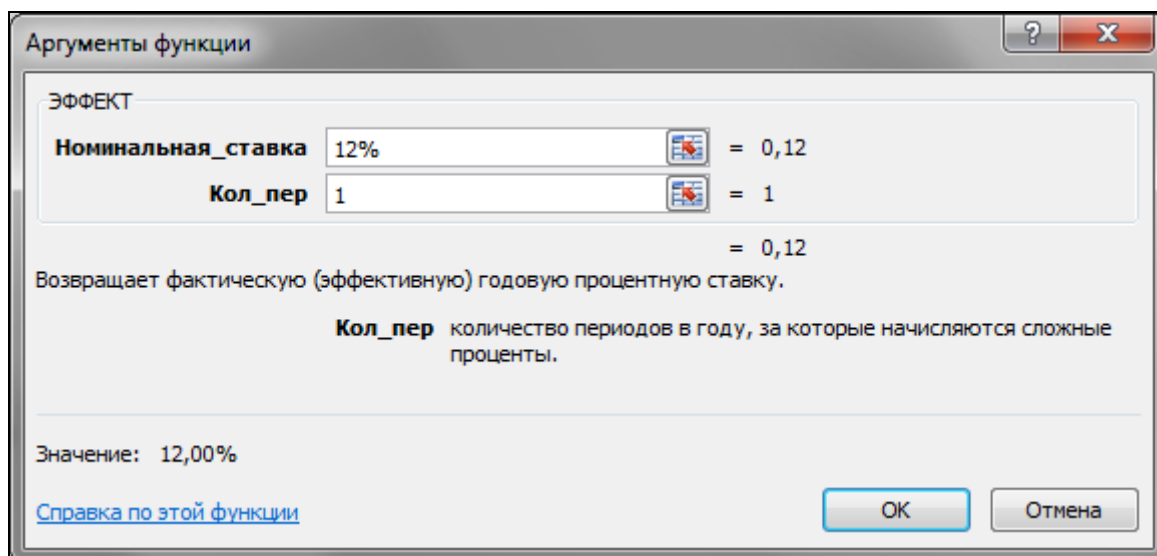 Аргументы функции
?
ЭФФЕКТ
Номинальная_ставка 12% = 0,12
Кол_пер 1 = 1
= 0,12
Возвращает фактическую (эффективную) годовую процентную ставку.
Кол_пер количество периодов в году, за которые начисляются сложные
проценты.
Значение: 12,00%
Справка по этой функции
ОК Отмена